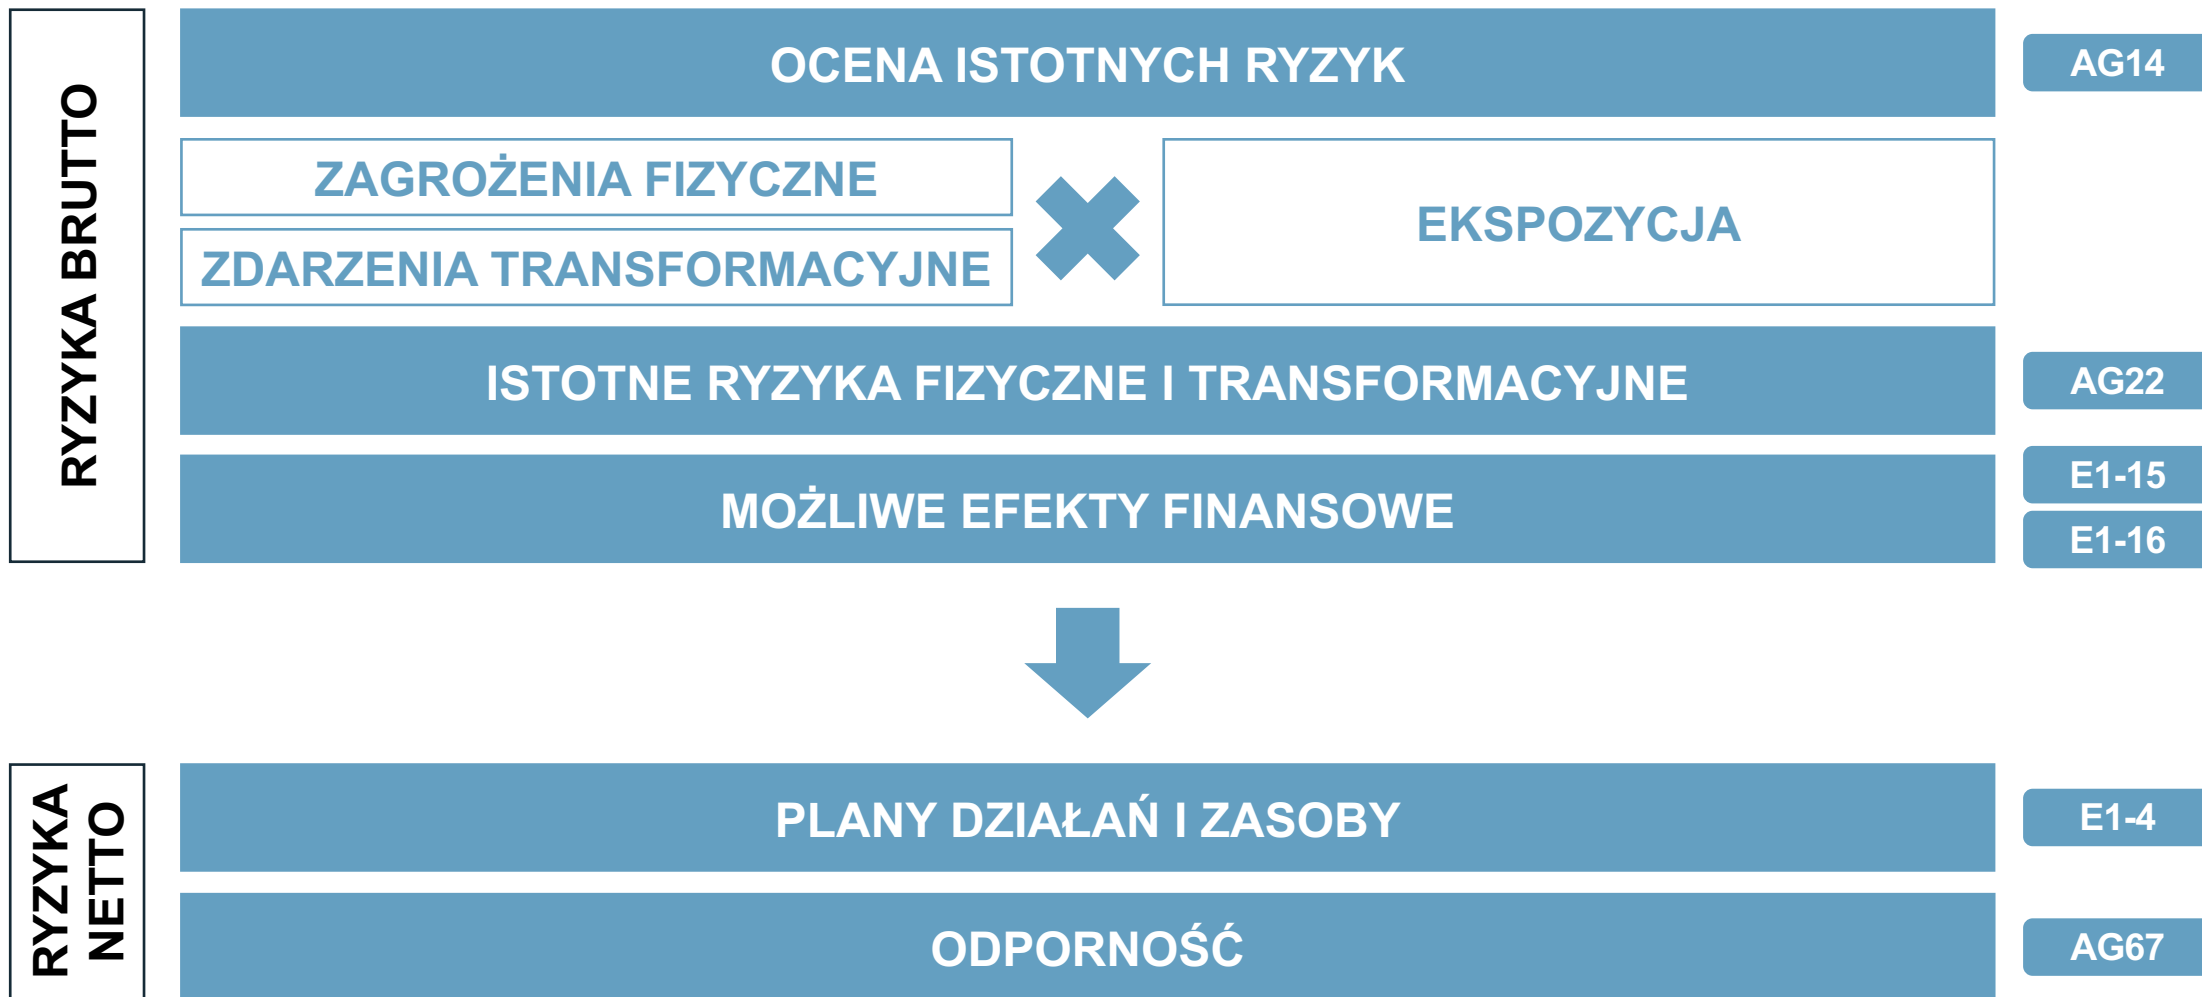 RYZYKA BRUTTO
OCENA ISTOTNYCH RYZYK
AG14
ZAGROŻENIA FIZYCZNE
ZDARZENIA TRANSFORMACYJNE
EKSPOZYCJA
ISTOTNE RYZYKA FIZYCZNE I TRANSFORMACYJNE
AG22
MOŻLIWE EFEKTY FINANSOWE
E1-15
E1-16
RYZYKA
NETTO
PLANY DZIAŁAŃ I ZASOBY
E1-4
ODPORNOŚĆ
AG67